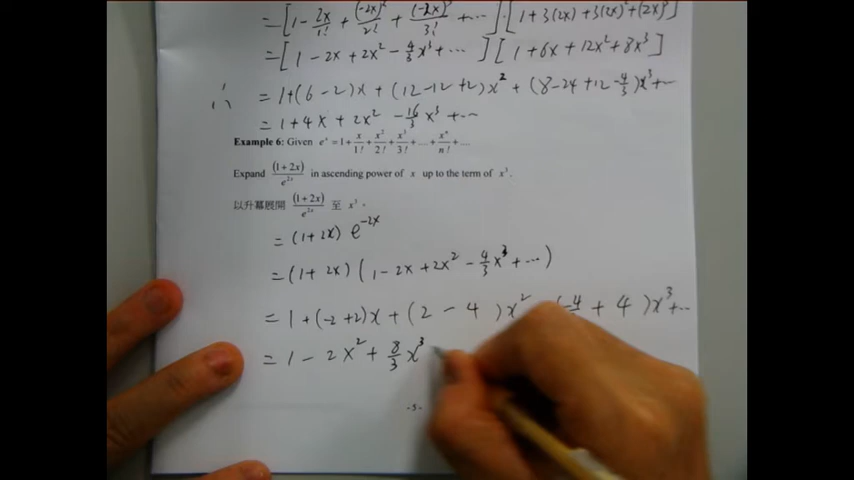 = [1 - 2x/1! + (-2x)²/2! + (-2x)³/3! + ...] · [1 + 3(2x) + 3(2x)² + (2x)³]
= [1 - 2x + 2x² - 4/3 x³ + ...] [1 + 6x + 12x² + 8x³]
∴ = 1 + (6 - 2)x + (12 - 12 + 2)x² + (8 - 24 + 12 - 4/3)x³ + ...
= 1 + 4x + 2x² - 16/3 x³ + ...
Example 6: Given eˣ = 1 + x/1! + x²/2! + x³/3! + ... + xⁿ/n! + ...
Expand (1+2x)/e²ˣ in ascending power of x up to the term of x³.
以升冪展開 (1+2x)/e²ˣ 至 x³。
= (1+2x) e⁻²ˣ
= (1+2x) (1 - 2x + 2x² - 4/3 x³ + ...)
= 1 + (-2+2)x + (2 - 4)x² (-4 + 4)x³ + ...
= 1 - 2x² + 8/3 x³
-5-